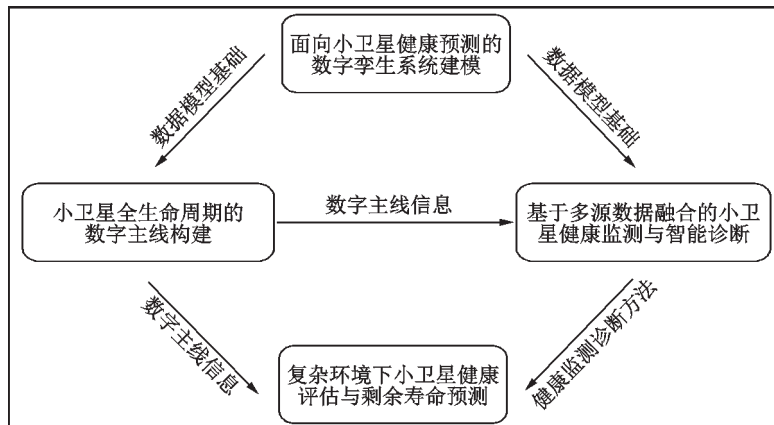 面向小卫星健康预测的
数字孪生系统建模
数据模型基础
数据模型基础
小卫星全生命周期的
数字主线构建
数字主线信息
基于多源数据融合的小卫
星健康监测与智能诊断
数字主线信息
健康监测诊断方法
复杂环境下小卫星健康
评估与剩余寿命预测